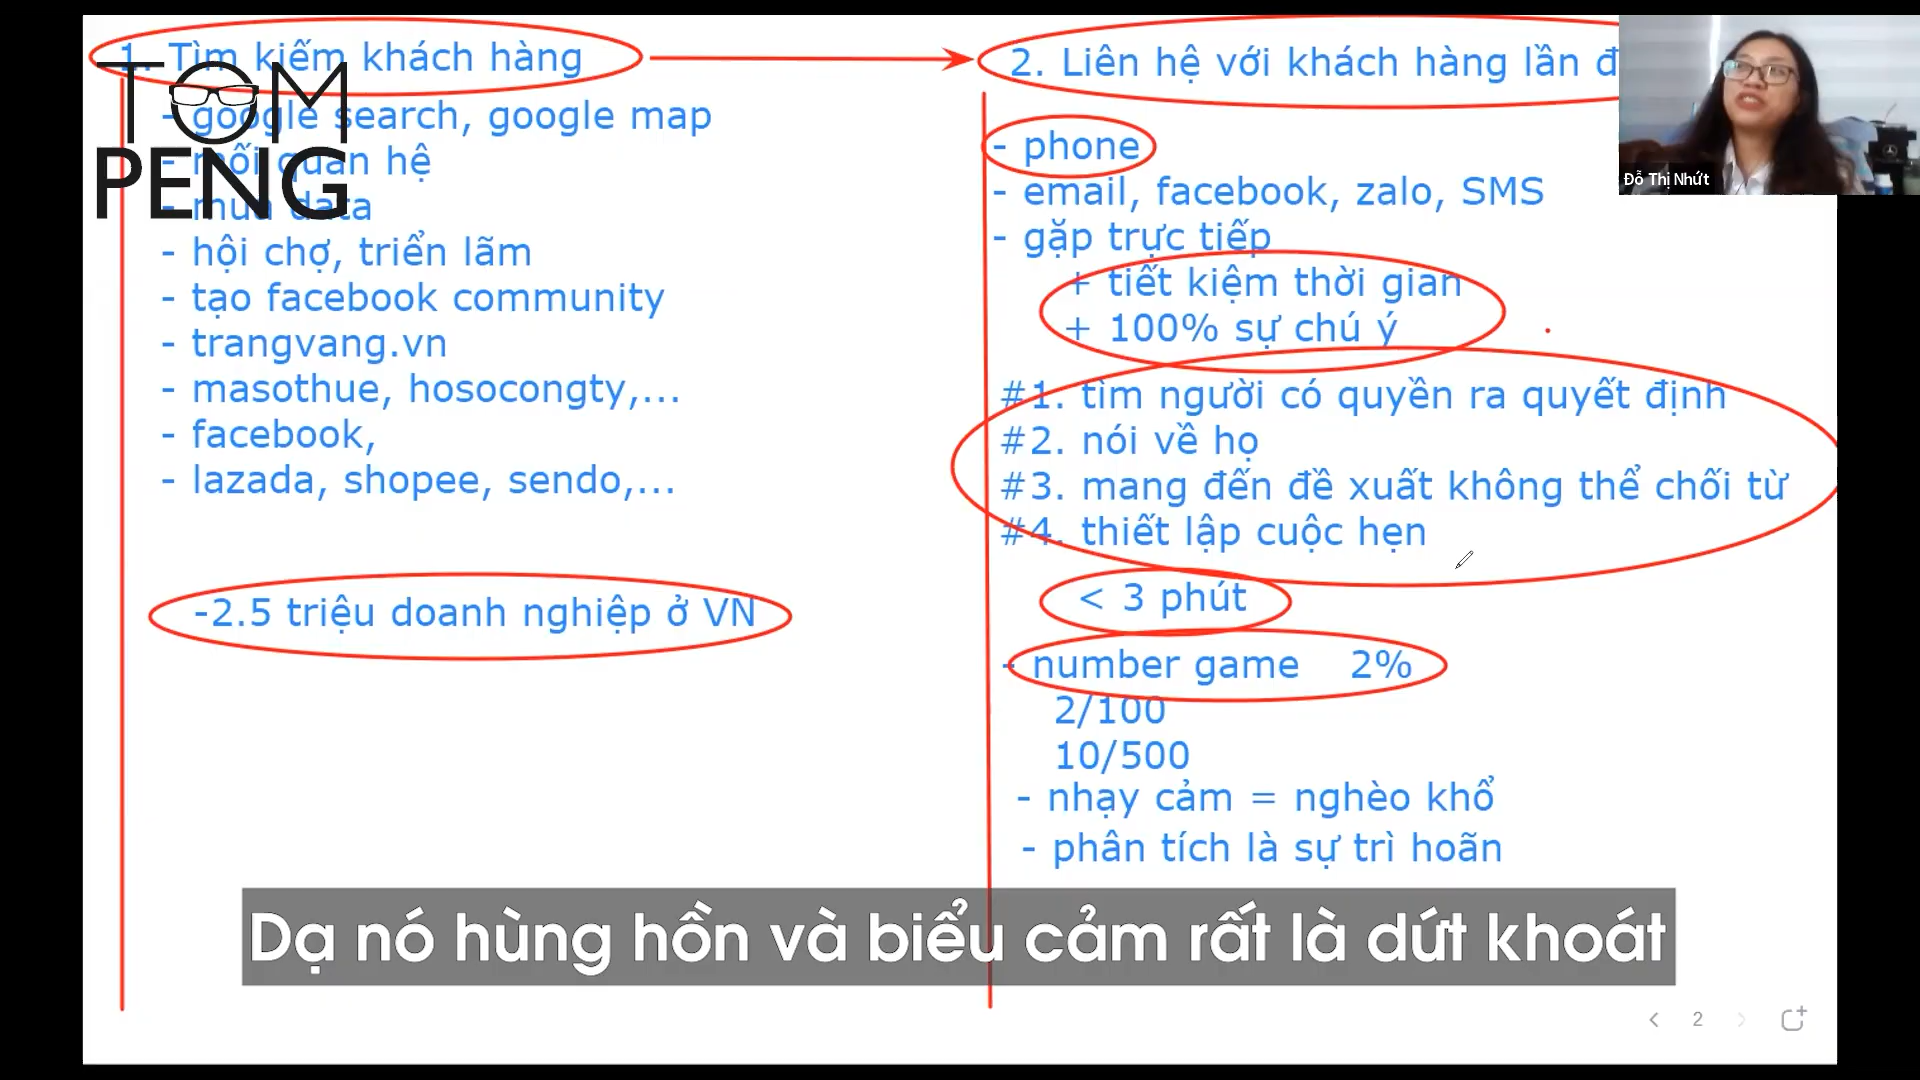 1. Tìm kiếm khách hàng
- google search, google map
- mối quan hệ
- mua data
- hội chợ, triển lãm
- tạo facebook community
- trangvang.vn
- masothue, hosocongty,...
- facebook,
- lazada, shopee, sendo,...
-2.5 triệu doanh nghiệp ở VN
TOM
PENG
2. Liên hệ với khách hàng lần đ
- phone
- email, facebook, zalo, SMS
- gặp trực tiếp
+ tiết kiệm thời gian
+ 100% sự chú ý
#1. tìm người có quyền ra quyết định
#2. nói về họ
#3. mang đến đề xuất không thể chối từ
#4. thiết lập cuộc hẹn
< 3 phút
- number game 2%
2/100
10/500
- nhạy cảm = nghèo khổ
- phân tích là sự trì hoãn
Đỗ Thị Nhứt
Dạ nó hùng hồn và biểu cảm rất là dứt khoát
2